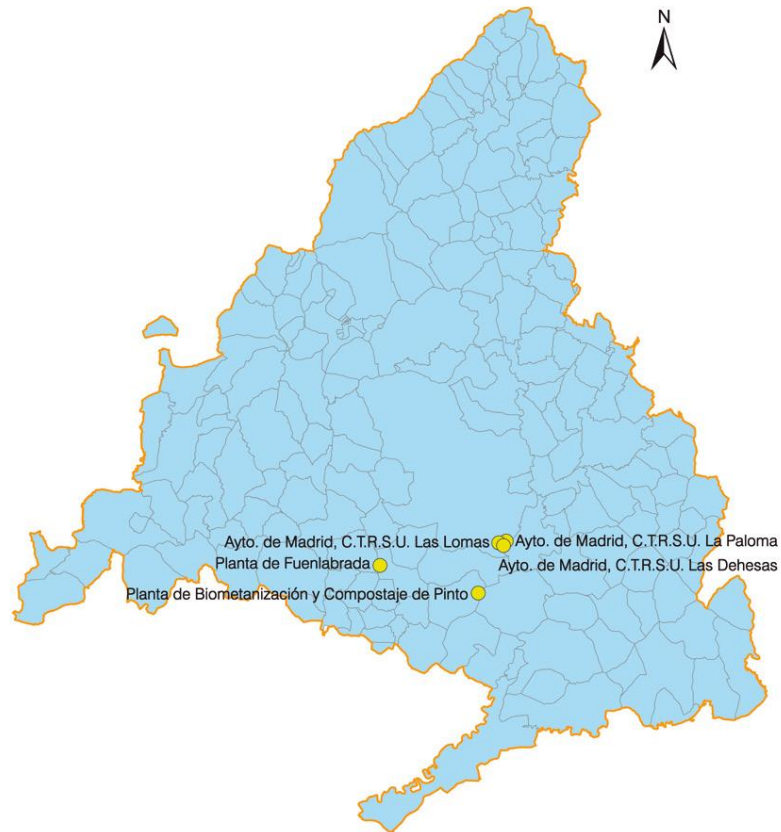 N
Ayto. de Madrid, C.T.R.S.U. Las Lomas
Ayto. de Madrid, C.T.R.S.U. La Paloma
Planta de Fuenlabrada
Ayto. de Madrid, C.T.R.S.U. Las Dehesas
Planta de Biometanización y Compostaje de Pinto